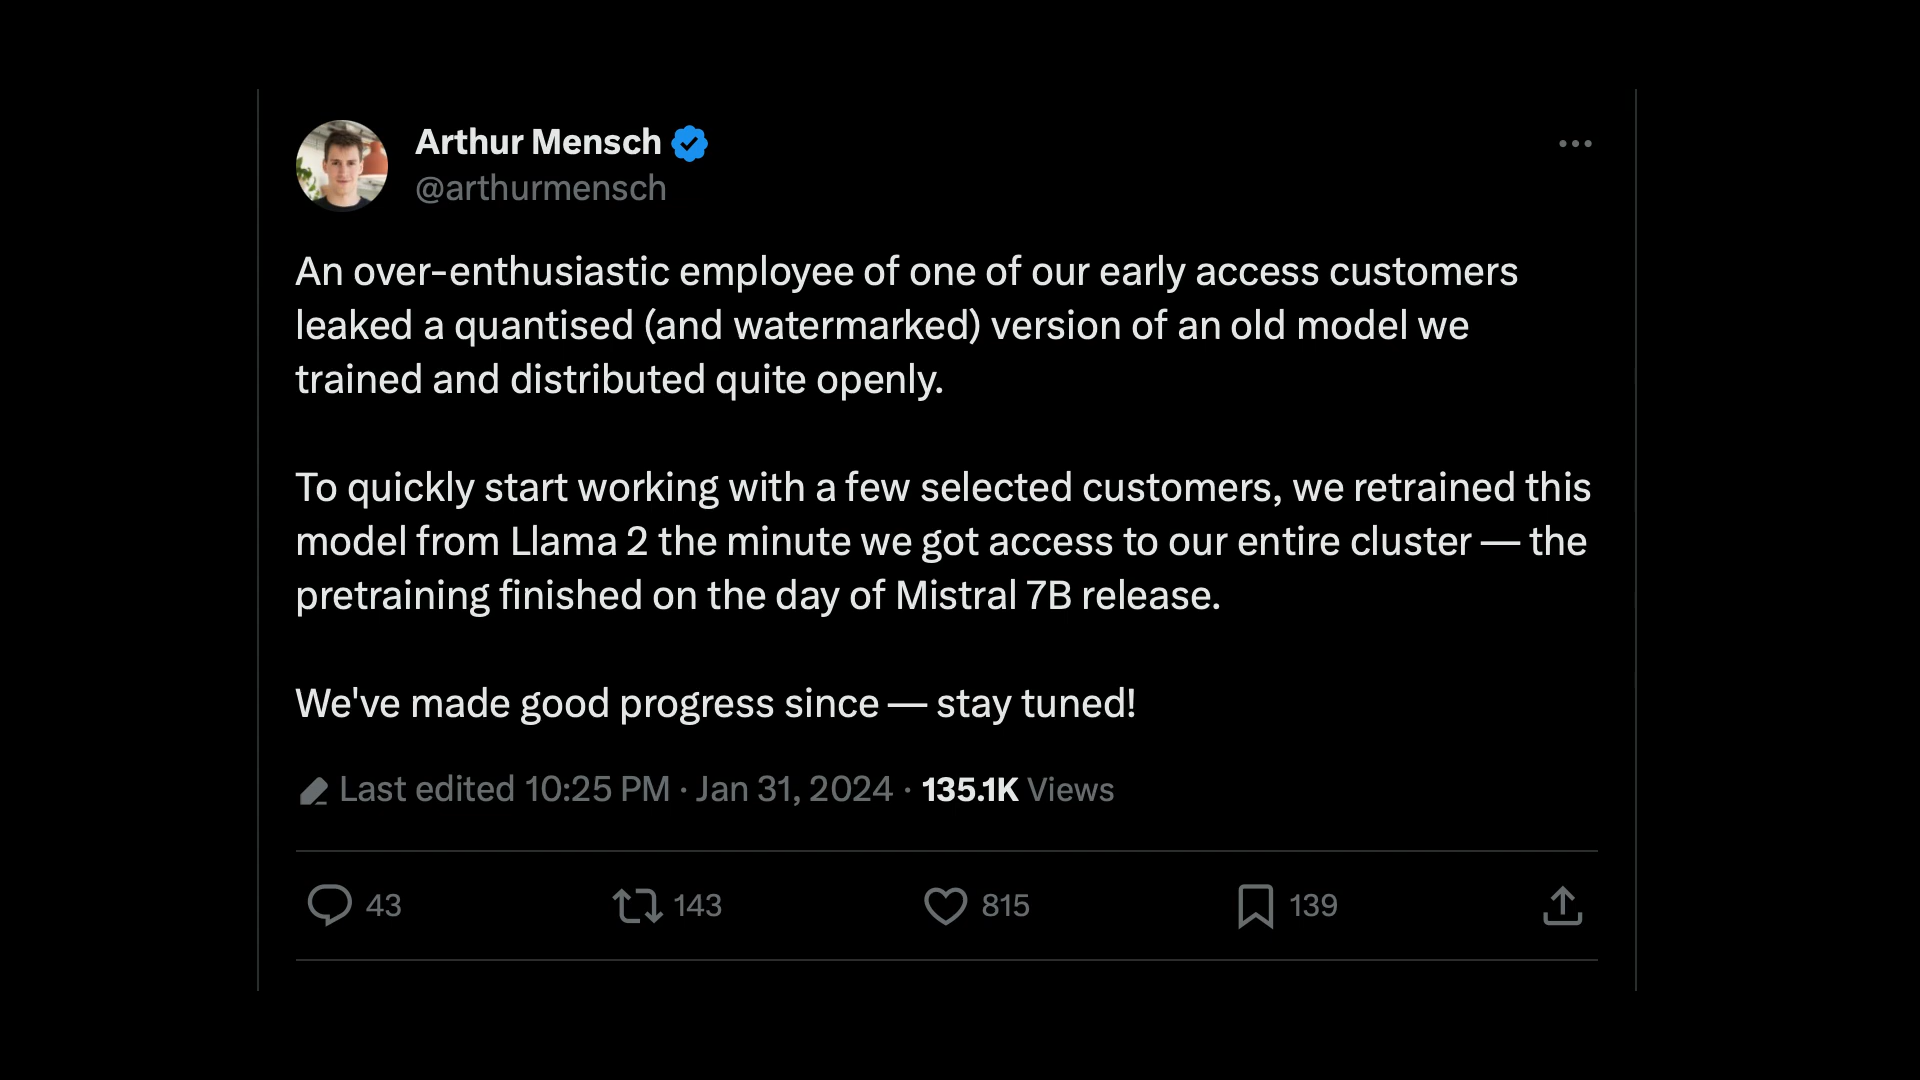 Arthur Mensch
@arthurmensch
An over-enthusiastic employee of one of our early access customers
leaked a quantised (and watermarked) version of an old model we
trained and distributed quite openly.
To quickly start working with a few selected customers, we retrained this
model from Llama 2 the minute we got access to our entire cluster — the
pretraining finished on the day of Mistral 7B release.
We've made good progress since — stay tuned!
Last edited 10:25 PM · Jan 31, 2024 · 135.1K Views
43 143 815 139